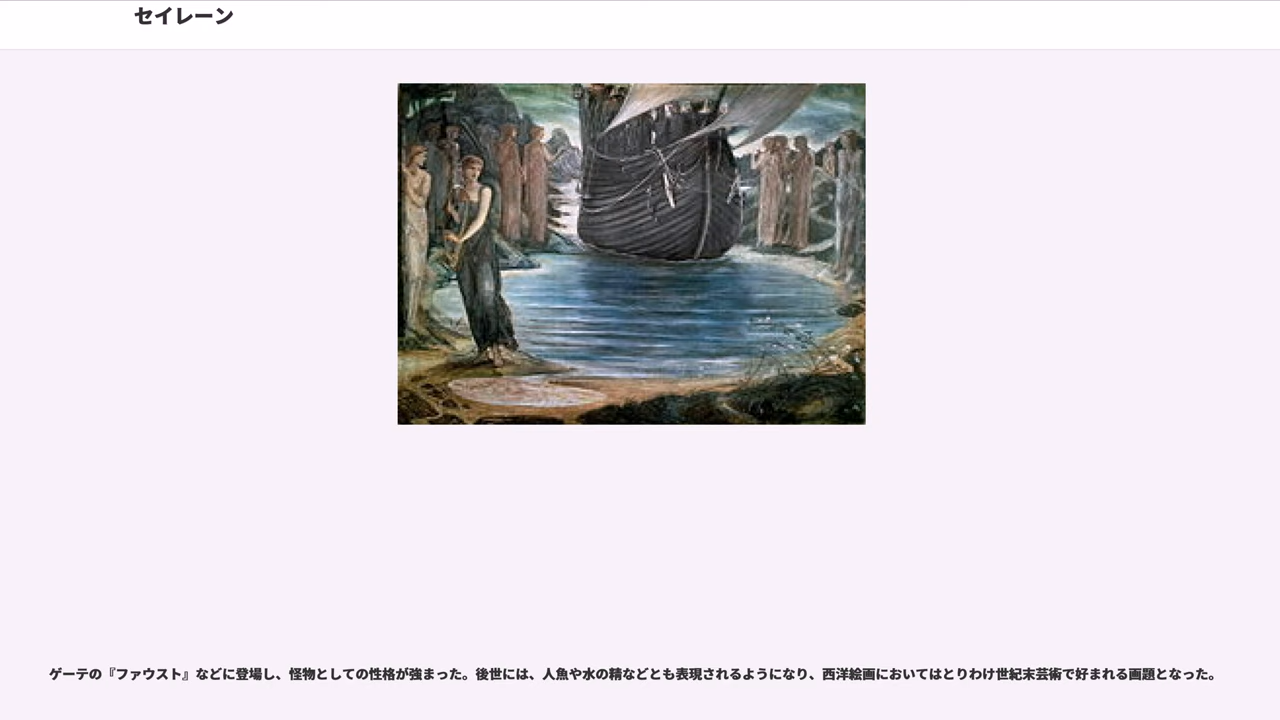 セイレーン
ゲーテの『ファウスト』などに登場し、怪物としての性格が強まった。後世には、人魚や水の精などとも表現されるようになり、西洋絵画においてはとりわけ世紀末芸術で好まれる画題となった。